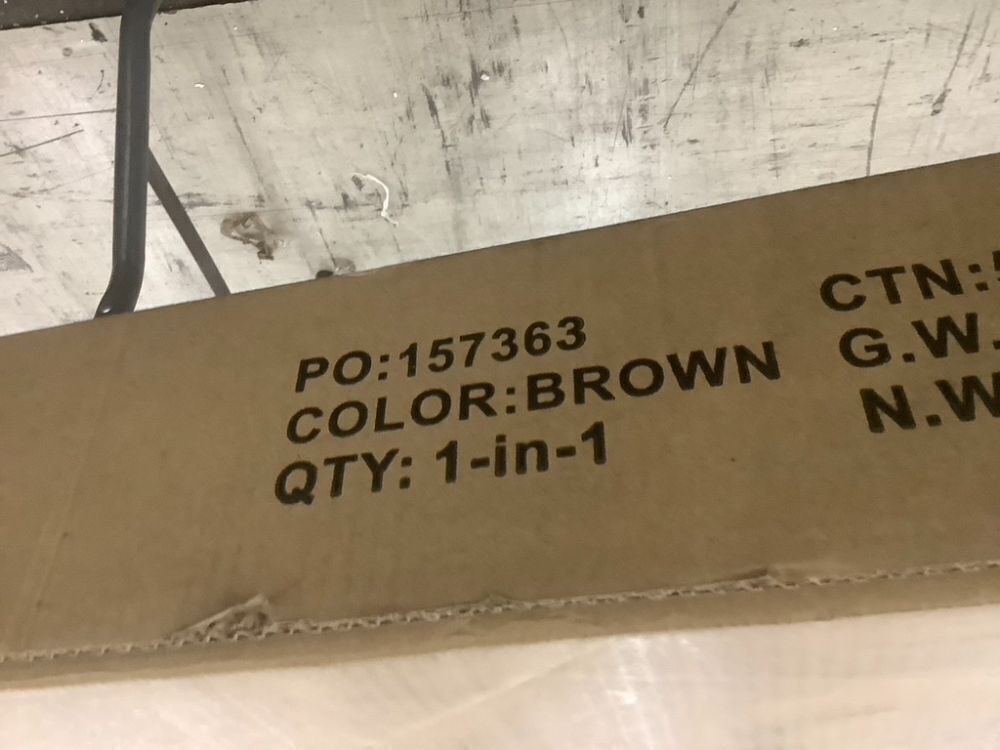 PO:157363
COLOR:BROWN
QTY: 1-in-1
CTN:
G.W.
N.W